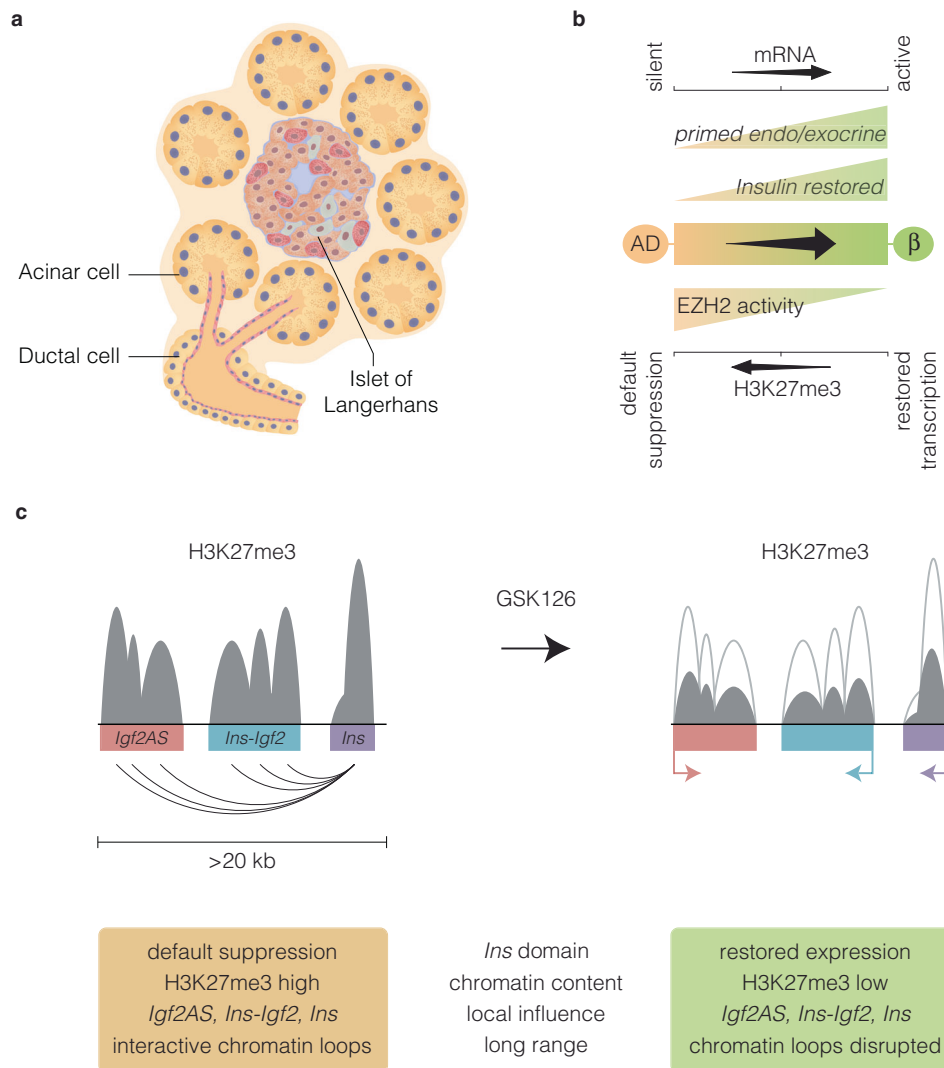 a
Acinar cell
Ductal cell
Islet of
Langerhans
b
silent
mRNA
active
primed endo/exocrine
Insulin restored
AD
β
EZH2 activity
default
suppression
H3K27me3
restored
transcription
c
H3K27me3
GSK126
H3K27me3
Igf2AS
Ins-Igf2
Ins
>20 kb
default suppression
H3K27me3 high
Igf2AS, Ins-Igf2, Ins
interactive chromatin loops
Ins domain
chromatin content
local influence
long range
restored expression
H3K27me3 low
Igf2AS, Ins-Igf2, Ins
chromatin loops disrupted